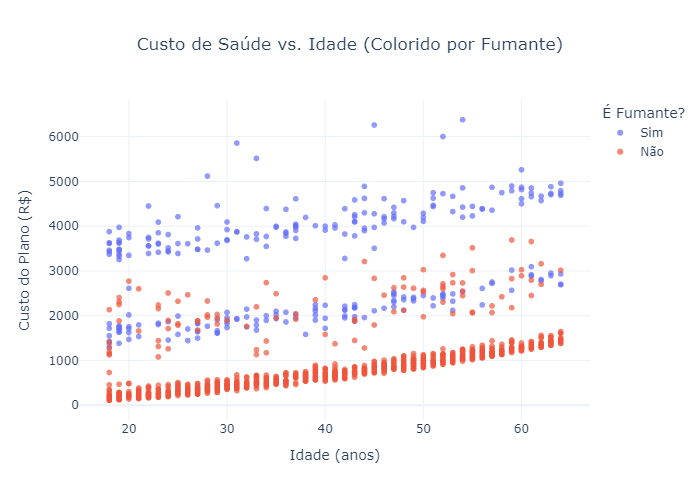 Custo de Saúde vs. Idade (Colorido por Fumante)
É Fumante?
Sim
Não
Custo do Plano (R$)
6000
5000
4000
3000
2000
1000
0
20
30
40
50
60
Idade (anos)